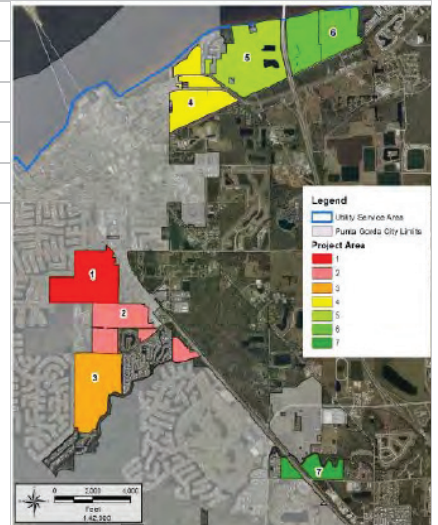 6
5
4
1
2
3
7
Legend
Utility Service Area
Punta Gorda City Limits
Project Area
1
2
3
4
5
6
7
0 2,000 4,000
Feet
1:42,000